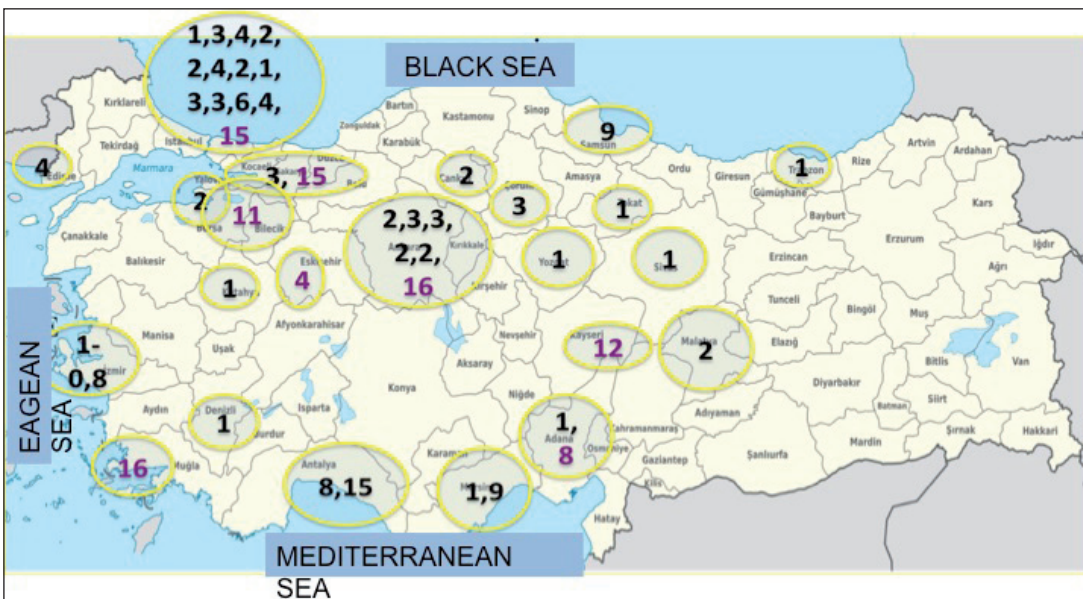 1,3,4,2,
2,4,2,1,
3,3,6,4,
15
BLACK SEA
Kırklareli
Tekirdağ
İstanbul
Edirne
4
Marmara
Kocaeli
Düzce
3, 15
Yalova
2
Bursa
11
Bilecik
Zonguldak
Bartın
Karabük
Kastamonu
Sinop
2
Samsun
9
3
Amasya
Tokat
1
Ordu
Giresun
Trabzon
1
Gümüşhane
Rize
Artvin
Ardahan
Kars
Bayburt
Erzurum
Iğdır
Ağrı
Çanakkale
Balıkesir
1
Eskişehir
4
2,3,3,
2,2,
16
Kırıkkale
Kırşehir
Yozgat
1
Sivas
1
Erzincan
Tunceli
Bingöl
Muş
Bitlis
Van
Elazığ
Malatya
2
Kayseri
12
Nevşehir
Aksaray
Niğde
Konya
Afyonkarahisar
Uşak
Manisa
İzmir
1-
0,8
EAGEAN
SEA
Aydın
Denizli
1
Burdur
Isparta
Muğla
16
Antalya
8,15
Karaman
Mersin
1,9
Adana
1,
8
Osmaniye
Kahramanmaraş
Adıyaman
Gaziantep
Kilis
Hatay
Şanlıurfa
Diyarbakır
Mardin
Batman
Siirt
Şırnak
Hakkari
MEDITERRANEAN
SEA